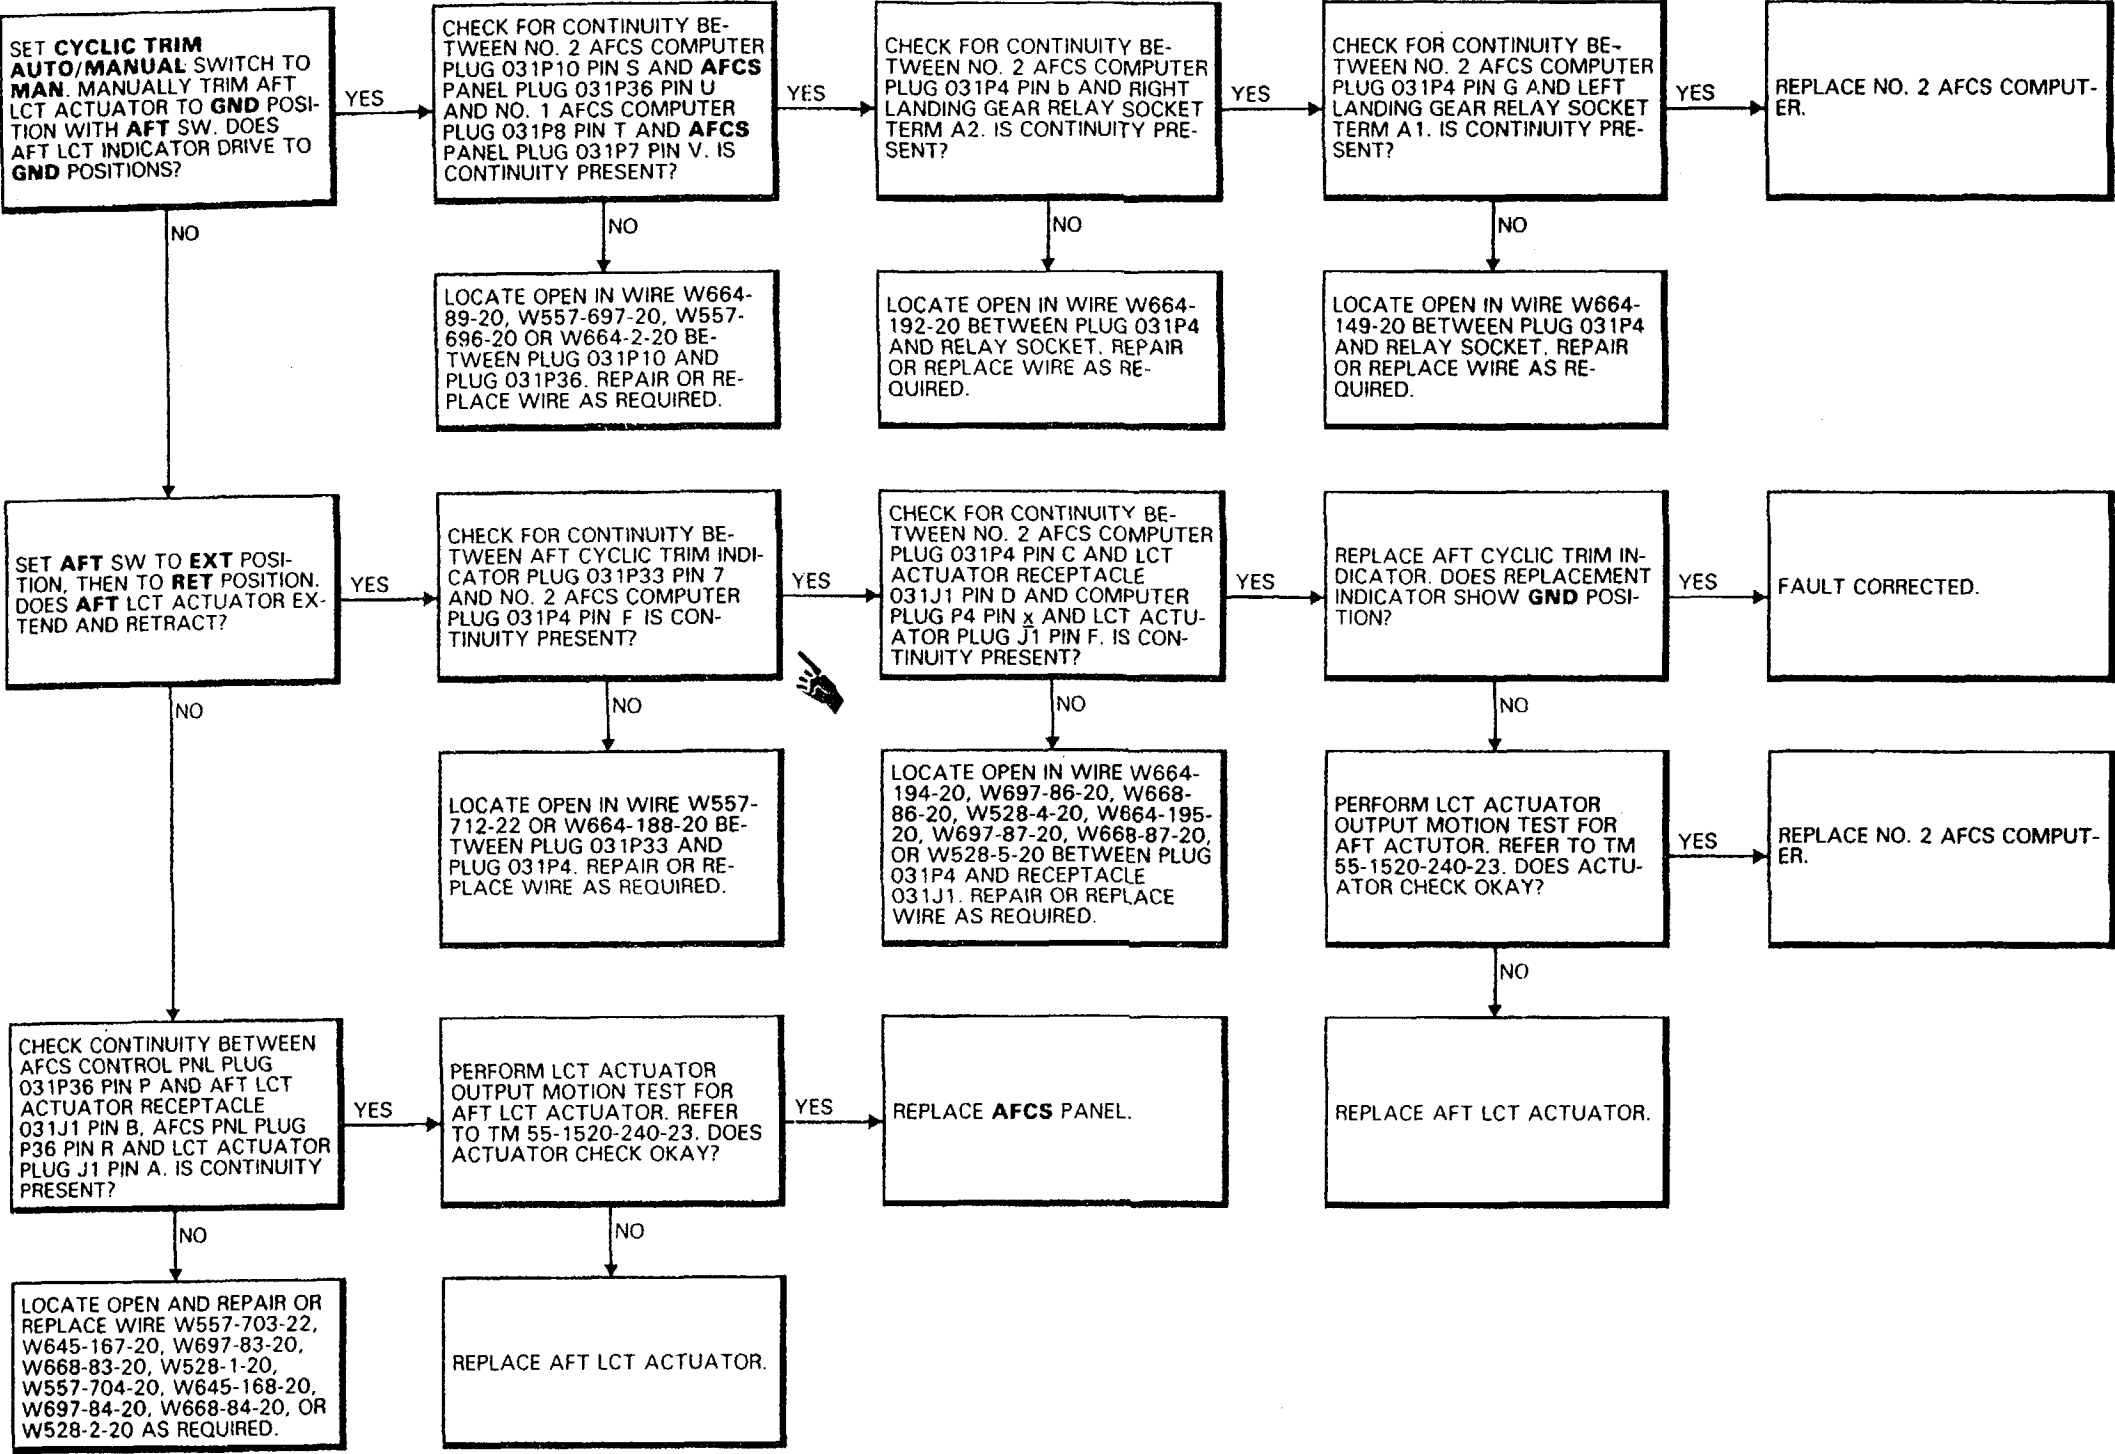 SET CYCLIC TRIM
AUTO/MANUAL SWITCH TO
MAN. MANUALLY TRIM AFT
LCT ACTUATOR TO GND POSI-
TION WITH AFT SW. DOES
AFT LCT INDICATOR DRIVE TO
GND POSITIONS?
YES
CHECK FOR CONTINUITY BE-
TWEEN NO. 2 AFCS COMPUTER
PLUG 031P10 PIN S AND AFCS
PANEL PLUG 031P36 PIN U
AND NO. 1 AFCS COMPUTER
PLUG 031P8 PIN T AND AFCS
PANEL PLUG 031P7 PIN V. IS
CONTINUITY PRESENT?
YES
CHECK FOR CONTINUITY BE-
TWEEN NO. 2 AFCS COMPUTER
PLUG 031P4 PIN b AND RIGHT
LANDING GEAR RELAY SOCKET
TERM A2. IS CONTINUITY PRE-
SENT?
YES
CHECK FOR CONTINUITY BE-
TWEEN NO. 2 AFCS COMPUTER
PLUG 031P4 PIN G AND LEFT
LANDING GEAR RELAY SOCKET
TERM A1. IS CONTINUITY PRE-
SENT?
YES
REPLACE NO. 2 AFCS COMPUT-
ER.
NO
NO
NO
NO
LOCATE OPEN IN WIRE W664-
89-20, W557-697-20, W557-
696-20 OR W664-2-20 BE-
TWEEN PLUG 031P10 AND
PLUG 031P36. REPAIR OR RE-
PLACE WIRE AS REQUIRED.
LOCATE OPEN IN WIRE W664-
192-20 BETWEEN PLUG 031P4
AND RELAY SOCKET. REPAIR
OR REPLACE WIRE AS RE-
QUIRED.
LOCATE OPEN IN WIRE W664-
149-20 BETWEEN PLUG 031P4
AND RELAY SOCKET. REPAIR
OR REPLACE WIRE AS RE-
QUIRED.
SET AFT SW TO EXT POSI-
TION, THEN TO RET POSITION.
DOES AFT LCT ACTUATOR EX-
TEND AND RETRACT?
YES
CHECK FOR CONTINUITY BE-
TWEEN AFT CYCLIC TRIM INDI-
CATOR PLUG 031P33 PIN 7
AND NO. 2 AFCS COMPUTER
PLUG 031P4 PIN F IS CON-
TINUITY PRESENT?
YES
CHECK FOR CONTINUITY BE-
TWEEN NO. 2 AFCS COMPUTER
PLUG 031P4 PIN C AND LCT
ACTUATOR RECEPTACLE
031J1 PIN D AND COMPUTER
PLUG P4 PIN x AND LCT ACTU-
ATOR PLUG J1 PIN F. IS CON-
TINUITY PRESENT?
YES
REPLACE AFT CYCLIC TRIM IN-
DICATOR. DOES REPLACEMENT
INDICATOR SHOW GND POSI-
TION?
YES
FAULT CORRECTED.
NO
NO
NO
NO
LOCATE OPEN IN WIRE W557-
712-22 OR W664-188-20 BE-
TWEEN PLUG 031P33 AND
PLUG 031P4. REPAIR OR RE-
PLACE WIRE AS REQUIRED.
LOCATE OPEN IN WIRE W664-
194-20, W697-86-20, W668-
86-20, W528-4-20, W664-195-
20, W697-87-20, W668-87-20,
OR W528-5-20 BETWEEN PLUG
031P4 AND RECEPTACLE
031J1. REPAIR OR REPLACE
WIRE AS REQUIRED.
PERFORM LCT ACTUATOR
OUTPUT MOTION TEST FOR
AFT ACTUTOR. REFER TO TM
55-1520-240-23. DOES ACTU-
ATOR CHECK OKAY?
YES
REPLACE NO. 2 AFCS COMPUT-
ER.
NO
CHECK CONTINUITY BETWEEN
AFCS CONTROL PNL PLUG
031P36 PIN P AND AFT LCT
ACTUATOR RECEPTACLE
031J1 PIN B, AFCS PNL PLUG
P36 PIN R AND LCT ACTUATOR
PLUG J1 PIN A. IS CONTINUITY
PRESENT?
YES
PERFORM LCT ACTUATOR
OUTPUT MOTION TEST FOR
AFT LCT ACTUATOR. REFER
TO TM 55-1520-240-23. DOES
ACTUATOR CHECK OKAY?
YES
REPLACE AFCS PANEL.
REPLACE AFT LCT ACTUATOR.
NO
NO
LOCATE OPEN AND REPAIR OR
REPLACE WIRE W557-703-22,
W645-167-20, W697-83-20,
W668-83-20, W528-1-20,
W557-704-20, W645-168-20,
W697-84-20, W668-84-20, OR
W528-2-20 AS REQUIRED.
REPLACE AFT LCT ACTUATOR.